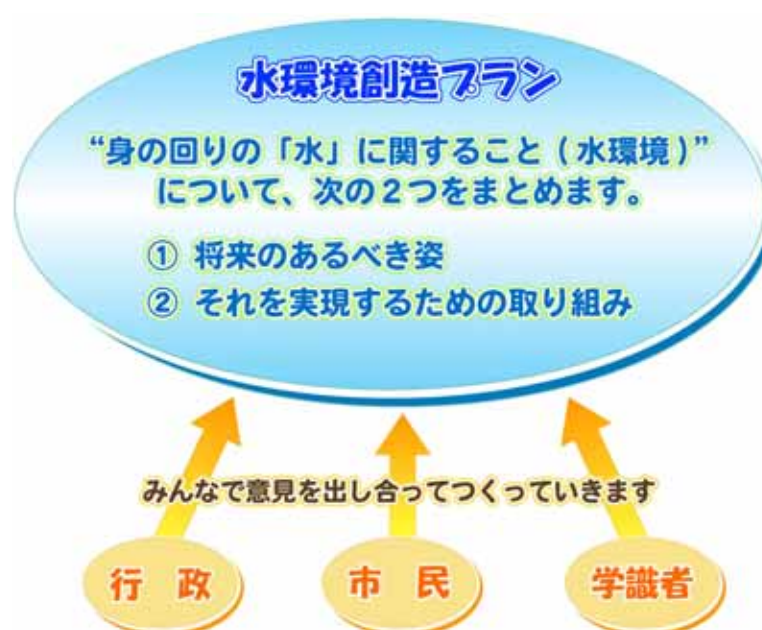 水環境創造プラン
“身の回りの「水」に関すること(水環境)”
について、次の2つをまとめます。
① 将来のあるべき姿
② それを実現するための取り組み
みんなで意見を出し合ってつくっていきます
行 政
市 民
学識者